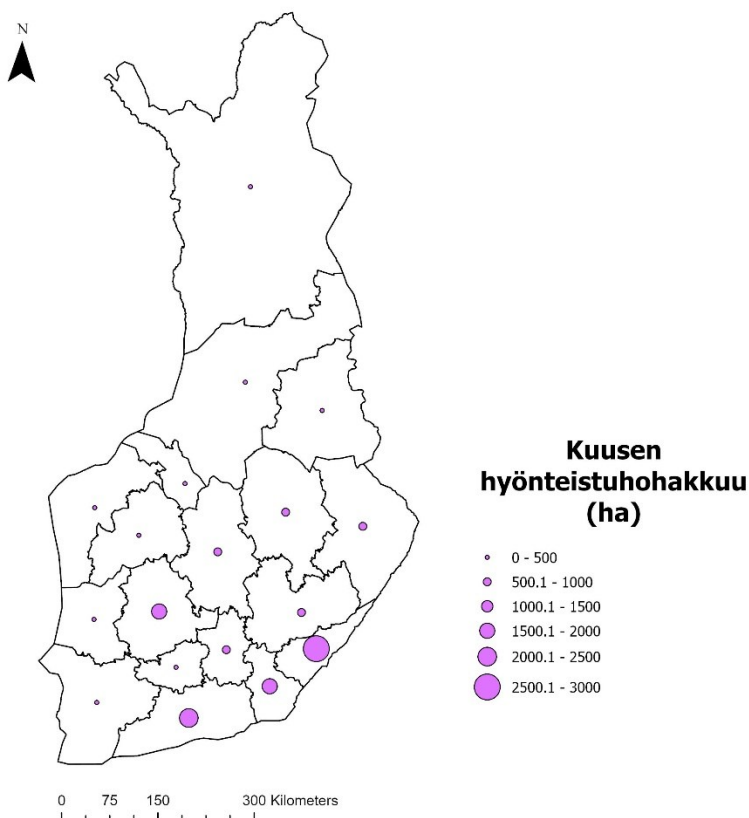 N
Kuusen
hyönteistuhohakkuu
(ha)
0 - 500
500.1 - 1000
1000.1 - 1500
1500.1 - 2000
2000.1 - 2500
2500.1 - 3000
0 75 150 300 Kilometers